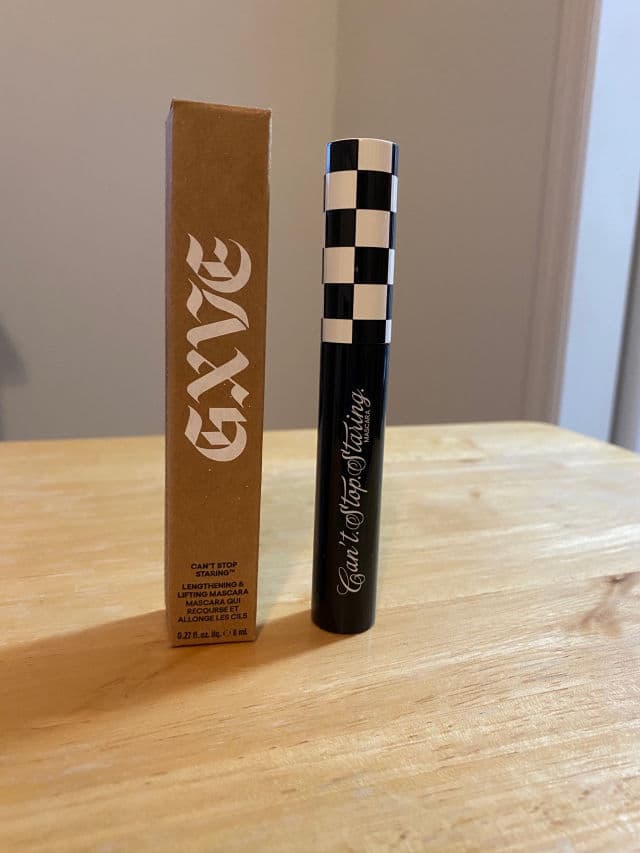 GXVE
CAN'T STOP
STARING™
LENGTHENING &
LIFTING MASCARA
MASCARA QUI
RECOURBE ET
ALLONGE LES CILS
0.27 fl. oz. liq. ℮ 8 ml
Can't.Stop.Staring.
MASCARA